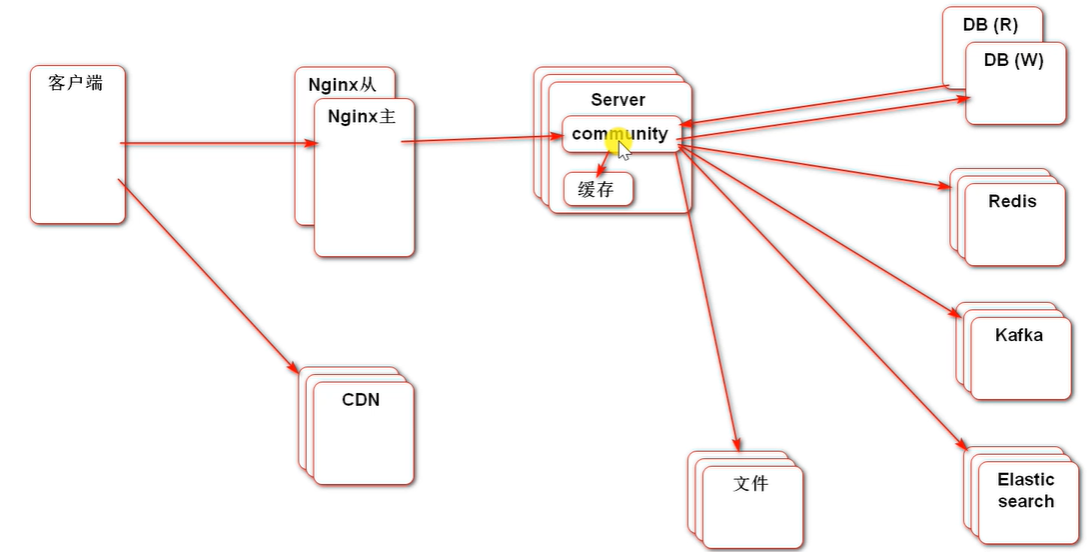 客户端
Nginx从
Nginx主
CDN
Server
community
缓存
文件
DB (R)
DB (W)
Redis
Kafka
Elastic
search